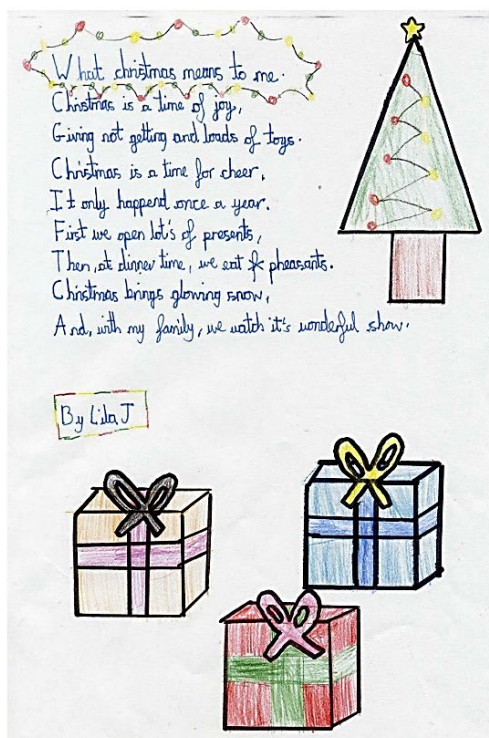 What christmas means to me.
Christmas is a time of joy,
Giving not getting and loads of toys.
Christmas is a time for cheer,
It only happend once a year.
First we open lot's of presents,
Then, at dinner time, we eat pheasants.
Christmas brings glowing snow,
And, with my family, we watch it's wonderful show.
By Lila J